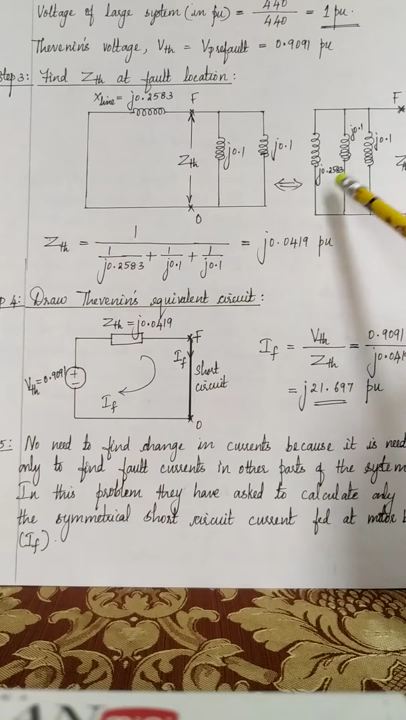 Voltage of large system (in pu) = 440 / 440 = 1 pu.
Thevenin's voltage, Vth = Vprefault = 0.9091 pu
Step 3: Find Zth at fault location:
Xline = j0.2583 F
Zth j0.1 j0.1
O
F
j0.2583 j0.1 j0.1
Zth = 1 / (1/j0.2583 + 1/j0.1 + 1/j0.1) = j0.0419 pu
p 4: Draw Thevenin's equivalent circuit:
Zth = j0.0419 F
Vth = 0.9091 + - If If short circuit
O
If = Vth / Zth = 0.9091 / j0.0419
= j21.697 pu
5: No need to find change in currents because it is need
only to find fault currents in other parts of the system
In this problem they have asked to calculate only
the symmetrical short circuit current fed at
(If).